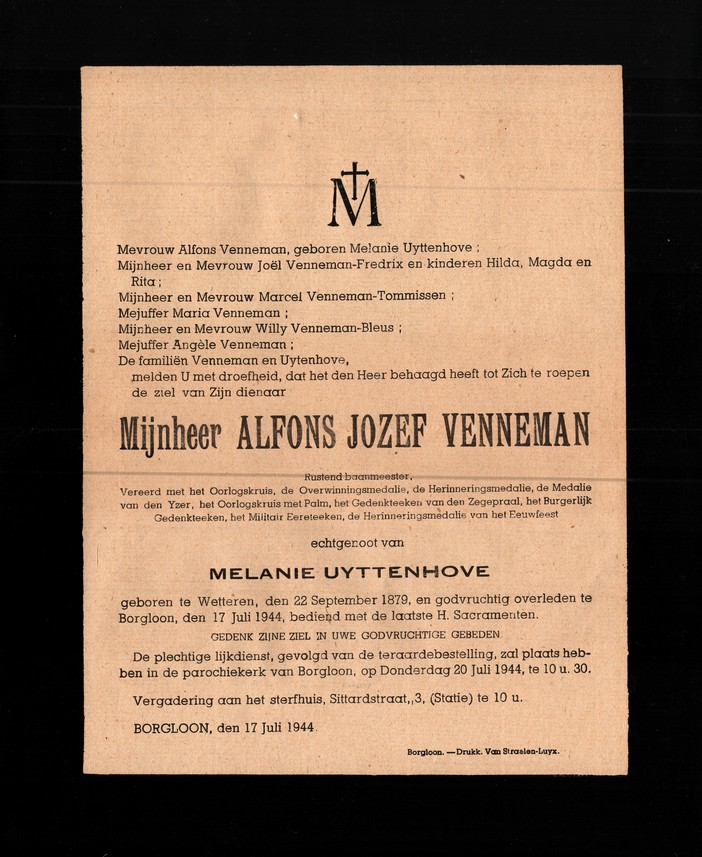 M
Mevrouw Alfons Venneman, geboren Melanie Uyttenhove ;
Mijnheer en Mevrouw Joël Venneman-Fredrix en kinderen Hilda, Magda en
Rita ;
Mijnheer en Mevrouw Marcel Venneman-Tommissen ;
Mejuffer Maria Venneman ;
Mijnheer en Mevrouw Willy Venneman-Bleus ;
Mejuffer Angèle Venneman ;
De familiën Venneman en Uytenhove,
melden U met droefheid, dat het den Heer behaagd heeft tot Zich te roepen
de ziel van Zijn dienaar
Mijnheer ALFONS JOZEF VENNEMAN
Rustend baanmeester,
Vereerd met het Oorlogskruis, de Overwinningsmedalie, de Herinneringsmedalie, de Medalie
van den Yzer, het Oorlogskruis met Palm, het Gedenkteeken van den Zegepraal, het Burgerlijk
Gedenkteeken, het Militair Eereteeken, de Herinneringsmedalie van het Eeuwfeest
echtgenoot van
MELANIE UYTTENHOVE
geboren te Wetteren, den 22 September 1879, en godvruchtig overleden te
Borgloon, den 17 Juli 1944, bediend met de laatste H. Sacramenten.
GEDENK ZIJNE ZIEL IN UWE GODVRUCHTIGE GEBEDEN.
De plechtige lijkdienst, gevolgd van de teraardebestelling, zal plaats heb-
ben in de parochiekerk van Borgloon, op Donderdag 20 Juli 1944, te 10 u. 30.
Vergadering aan het sterfhuis, Sittardstraat,,3, (Statie) te 10 u.
BORGLOON, den 17 Juli 1944.
Borgloon. — Drukk. Van Straelen-Luyx.